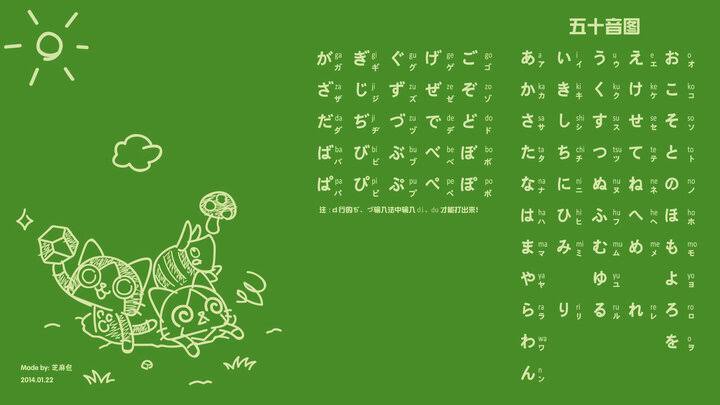 五十音图
あ a ア い i イ う u ウ え e エ お o オ
か ka カ き ki キ く ku ク け ke ケ こ ko コ
さ sa サ し shi シ す su ス せ se セ そ so ソ
た ta タ ち chi チ つ tsu ツ て te テ と to ト
な na ナ に ni ニ ぬ nu ヌ ね ne ネ の no ノ
は ha ハ ひ hi ヒ ふ fu フ へ he ヘ ほ ho ホ
ま ma マ み mi ミ む mu ム め me メ も mo モ
や ya ヤ ゆ yu ユ よ yo ヨ
ら ra ラ り ri リ る ru ル れ re レ ろ ro ロ
わ wa ワ を o ヲ
ん n ン
が ga ガ ぎ gi ギ ぐ gu グ げ ge ゲ ご go ゴ
ざ za ザ じ ji ジ ず zu ズ ぜ ze ゼ ぞ zo ゾ
だ da ダ ぢ ji ヂ づ zu ヅ で de デ ど do ド
ば ba バ び bi ビ ぶ bu ブ べ be ベ ぼ bo ボ
ぱ pa パ ぴ pi ピ ぷ pu プ ぺ pe ペ ぽ po ポ
注：d 行的ぢ、づ输入法中输入 di、du 才能打出来！
Made by: 芝麻
2014.01.22